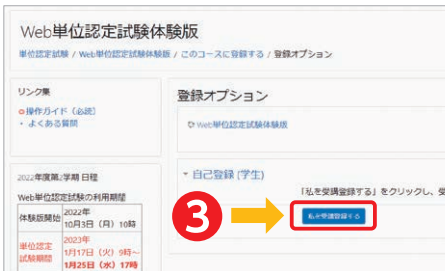 Web単位認定試験体験版
単位認定試験 / Web単位認定試験体験版 / このコースに登録する / 登録オプション
リンク集
操作ガイド（必読）
・よくある質問
登録オプション
Web単位認定試験体験版
2022年度第2学期 日程
Web単位認定試験の利用期間
体験版開始
2022年
10月3日（月）10時
単位認定
試験期間
2023年
1月17日（火）9時～
1月25日（水）17時
自己登録 (学生)
「私を受講登録する」をクリックし、受
3
私を受講登録する